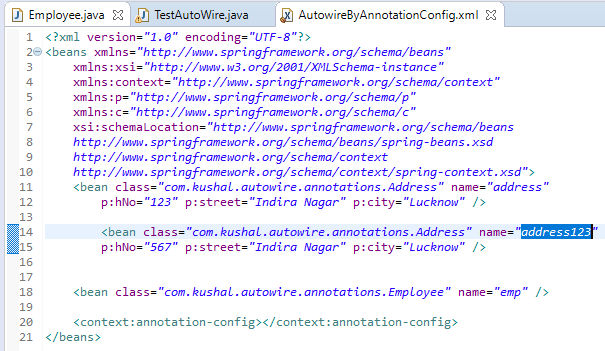 Employee.java TestAutoWire.java AutowireByAnnotationConfig.xml
1 <?xml version="1.0" encoding="UTF-8"?>
2 <beans xmlns="http://www.springframework.org/schema/beans"
3 xmlns:xsi="http://www.w3.org/2001/XMLSchema-instance"
4 xmlns:context="http://www.springframework.org/schema/context"
5 xmlns:p="http://www.springframework.org/schema/p"
6 xmlns:c="http://www.springframework.org/schema/c"
7 xsi:schemaLocation="http://www.springframework.org/schema/beans
8 http://www.springframework.org/schema/beans/spring-beans.xsd
9 http://www.springframework.org/schema/context
10 http://www.springframework.org/schema/context/spring-context.xsd">
11 <bean class="com.kushal.autowire.annotations.Address" name="address"
12 p:hNo="123" p:street="Indira Nagar" p:city="Lucknow" />
13
14 <bean class="com.kushal.autowire.annotations.Address" name="address123"
15 p:hNo="567" p:street="Indira Nagar" p:city="Lucknow" />
16
17
18 <bean class="com.kushal.autowire.annotations.Employee" name="emp" />
19
20 <context:annotation-config></context:annotation-config>
21 </beans>